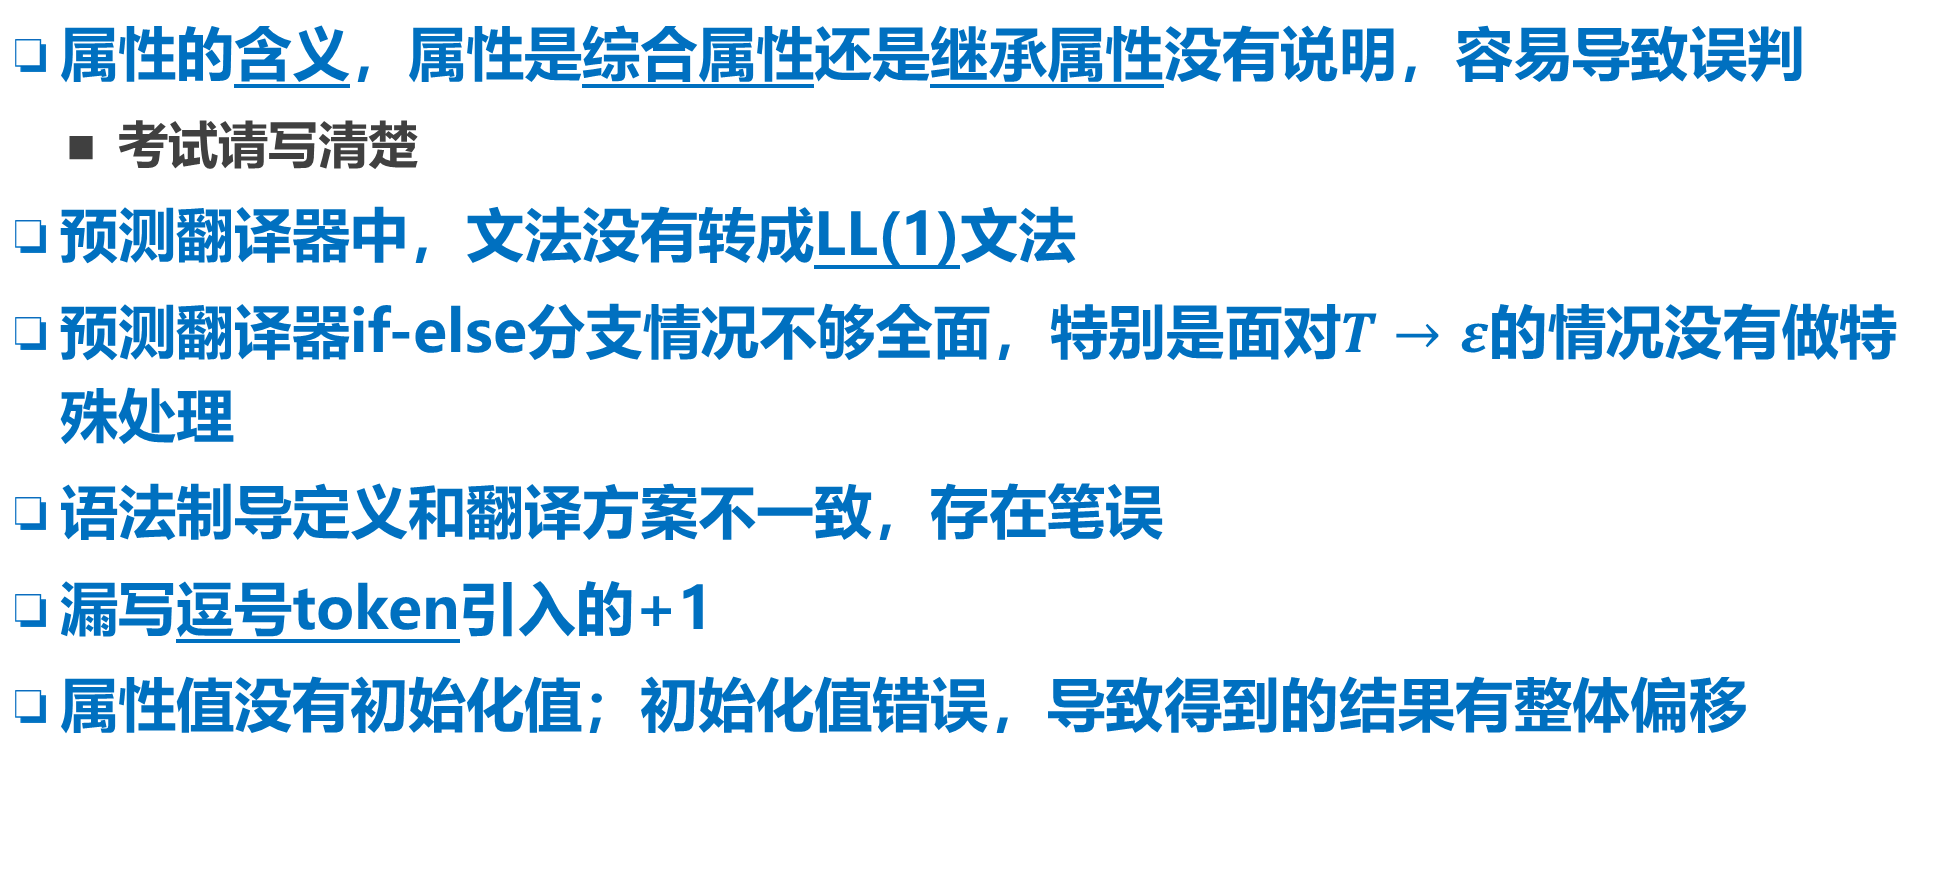 ❏ 属性的含义，属性是综合属性还是继承属性没有说明，容易导致误判
■ 考试请写清楚
❏ 预测翻译器中，文法没有转成LL(1)文法
❏ 预测翻译器if-else分支情况不够全面，特别是面对T → ε的情况没有做特
殊处理
❏ 语法制导定义和翻译方案不一致，存在笔误
❏ 漏写逗号token引入的+1
❏ 属性值没有初始化值；初始化值错误，导致得到的结果有整体偏移